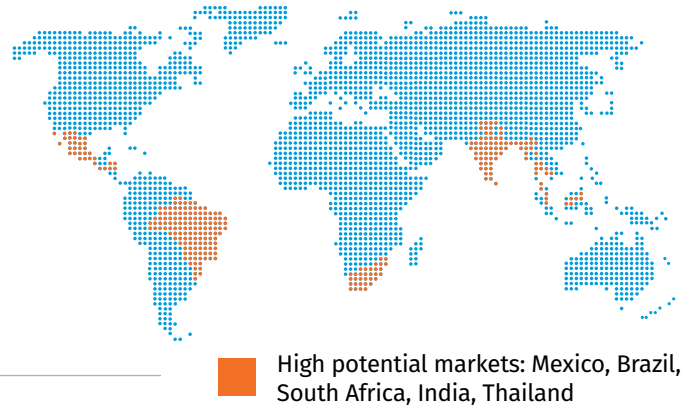 High potential markets: Mexico, Brazil,
South Africa, India, Thailand